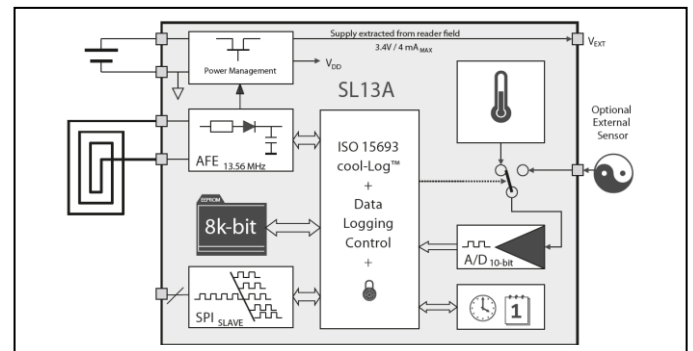 Supply extracted from reader field
3.4V / 4 mA MAX
VEXT
Power Management
VDD
SL13A
Optional
External
Sensor
AFE 13.56 MHz
ISO 15693
cool-Log™
+
Data
Logging
Control
+
EEPROM
8k-bit
A/D 10-bit
SPI SLAVE
1